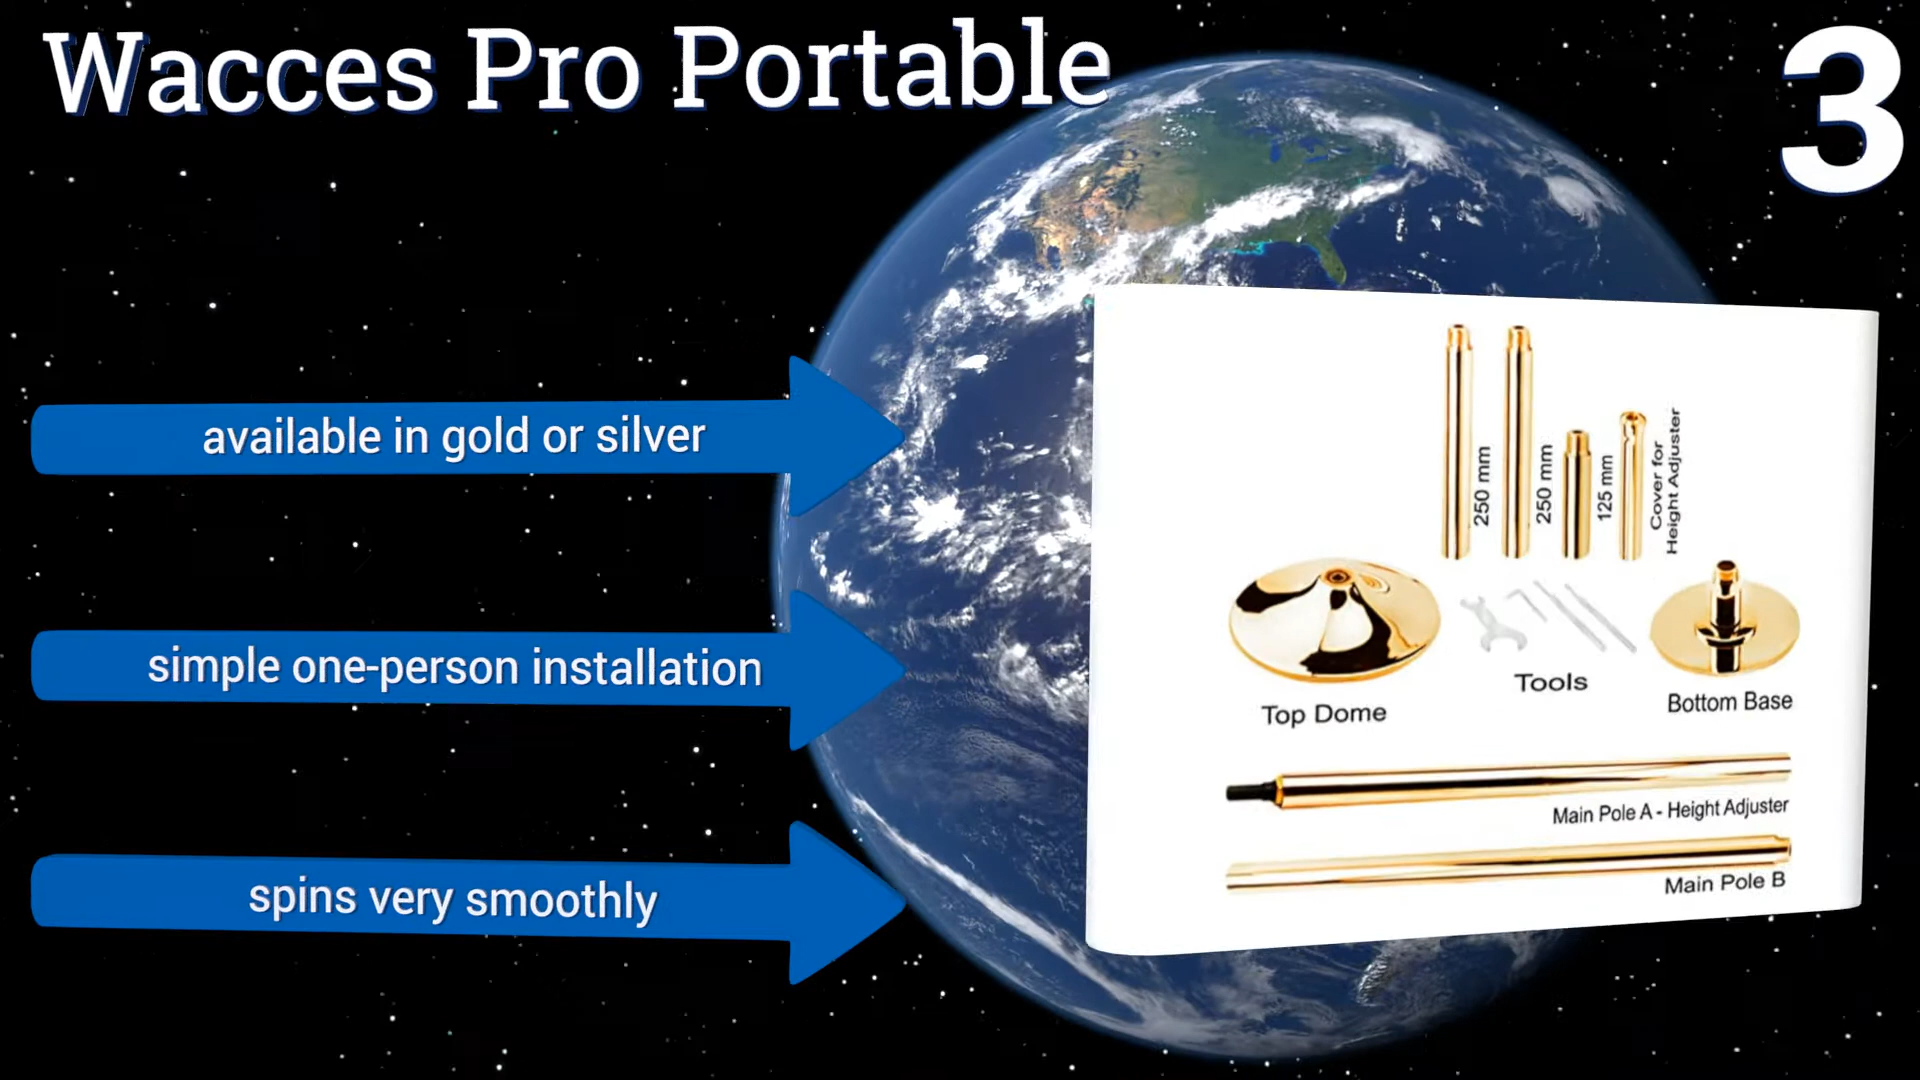 Wacces Pro Portable
3
available in gold or silver
simple one-person installation
spins very smoothly
250 mm
250 mm
125 mm
Cover for
Height Adjuster
Top Dome
Tools
Bottom Base
Main Pole A - Height Adjuster
Main Pole B